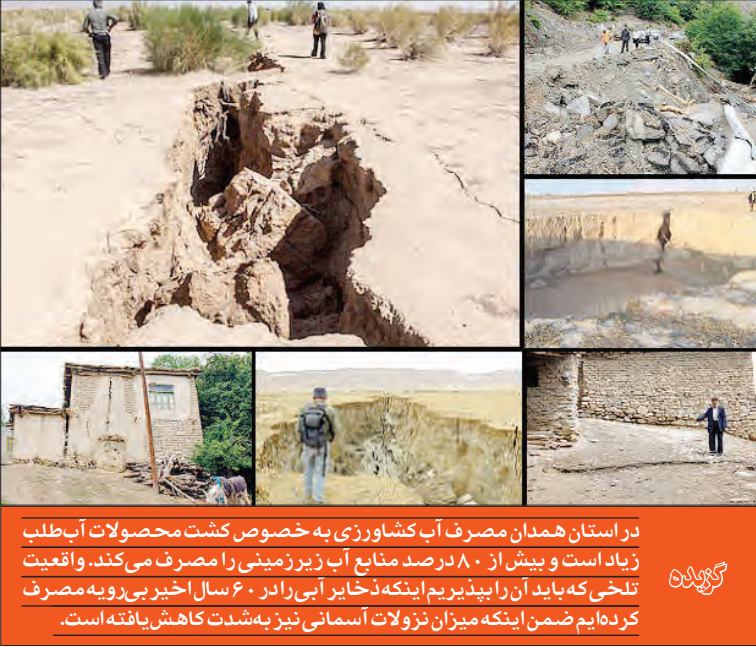 در استان همدان مصرف آب کشاورزی به خصوص کشت محصولات آب‌طلب
زیاد است و بیش از ۸۰ درصد منابع آب زیرزمینی را مصرف می‌کند. واقعیت
تلخی که باید آن را بپذیریم اینکه ذخایر آبی را در ۶۰ سال اخیر بی‌رویه مصرف
کرده‌ایم ضمن اینکه میزان نزولات آسمانی نیز به‌شدت کاهش‌یافته است.
گزیده